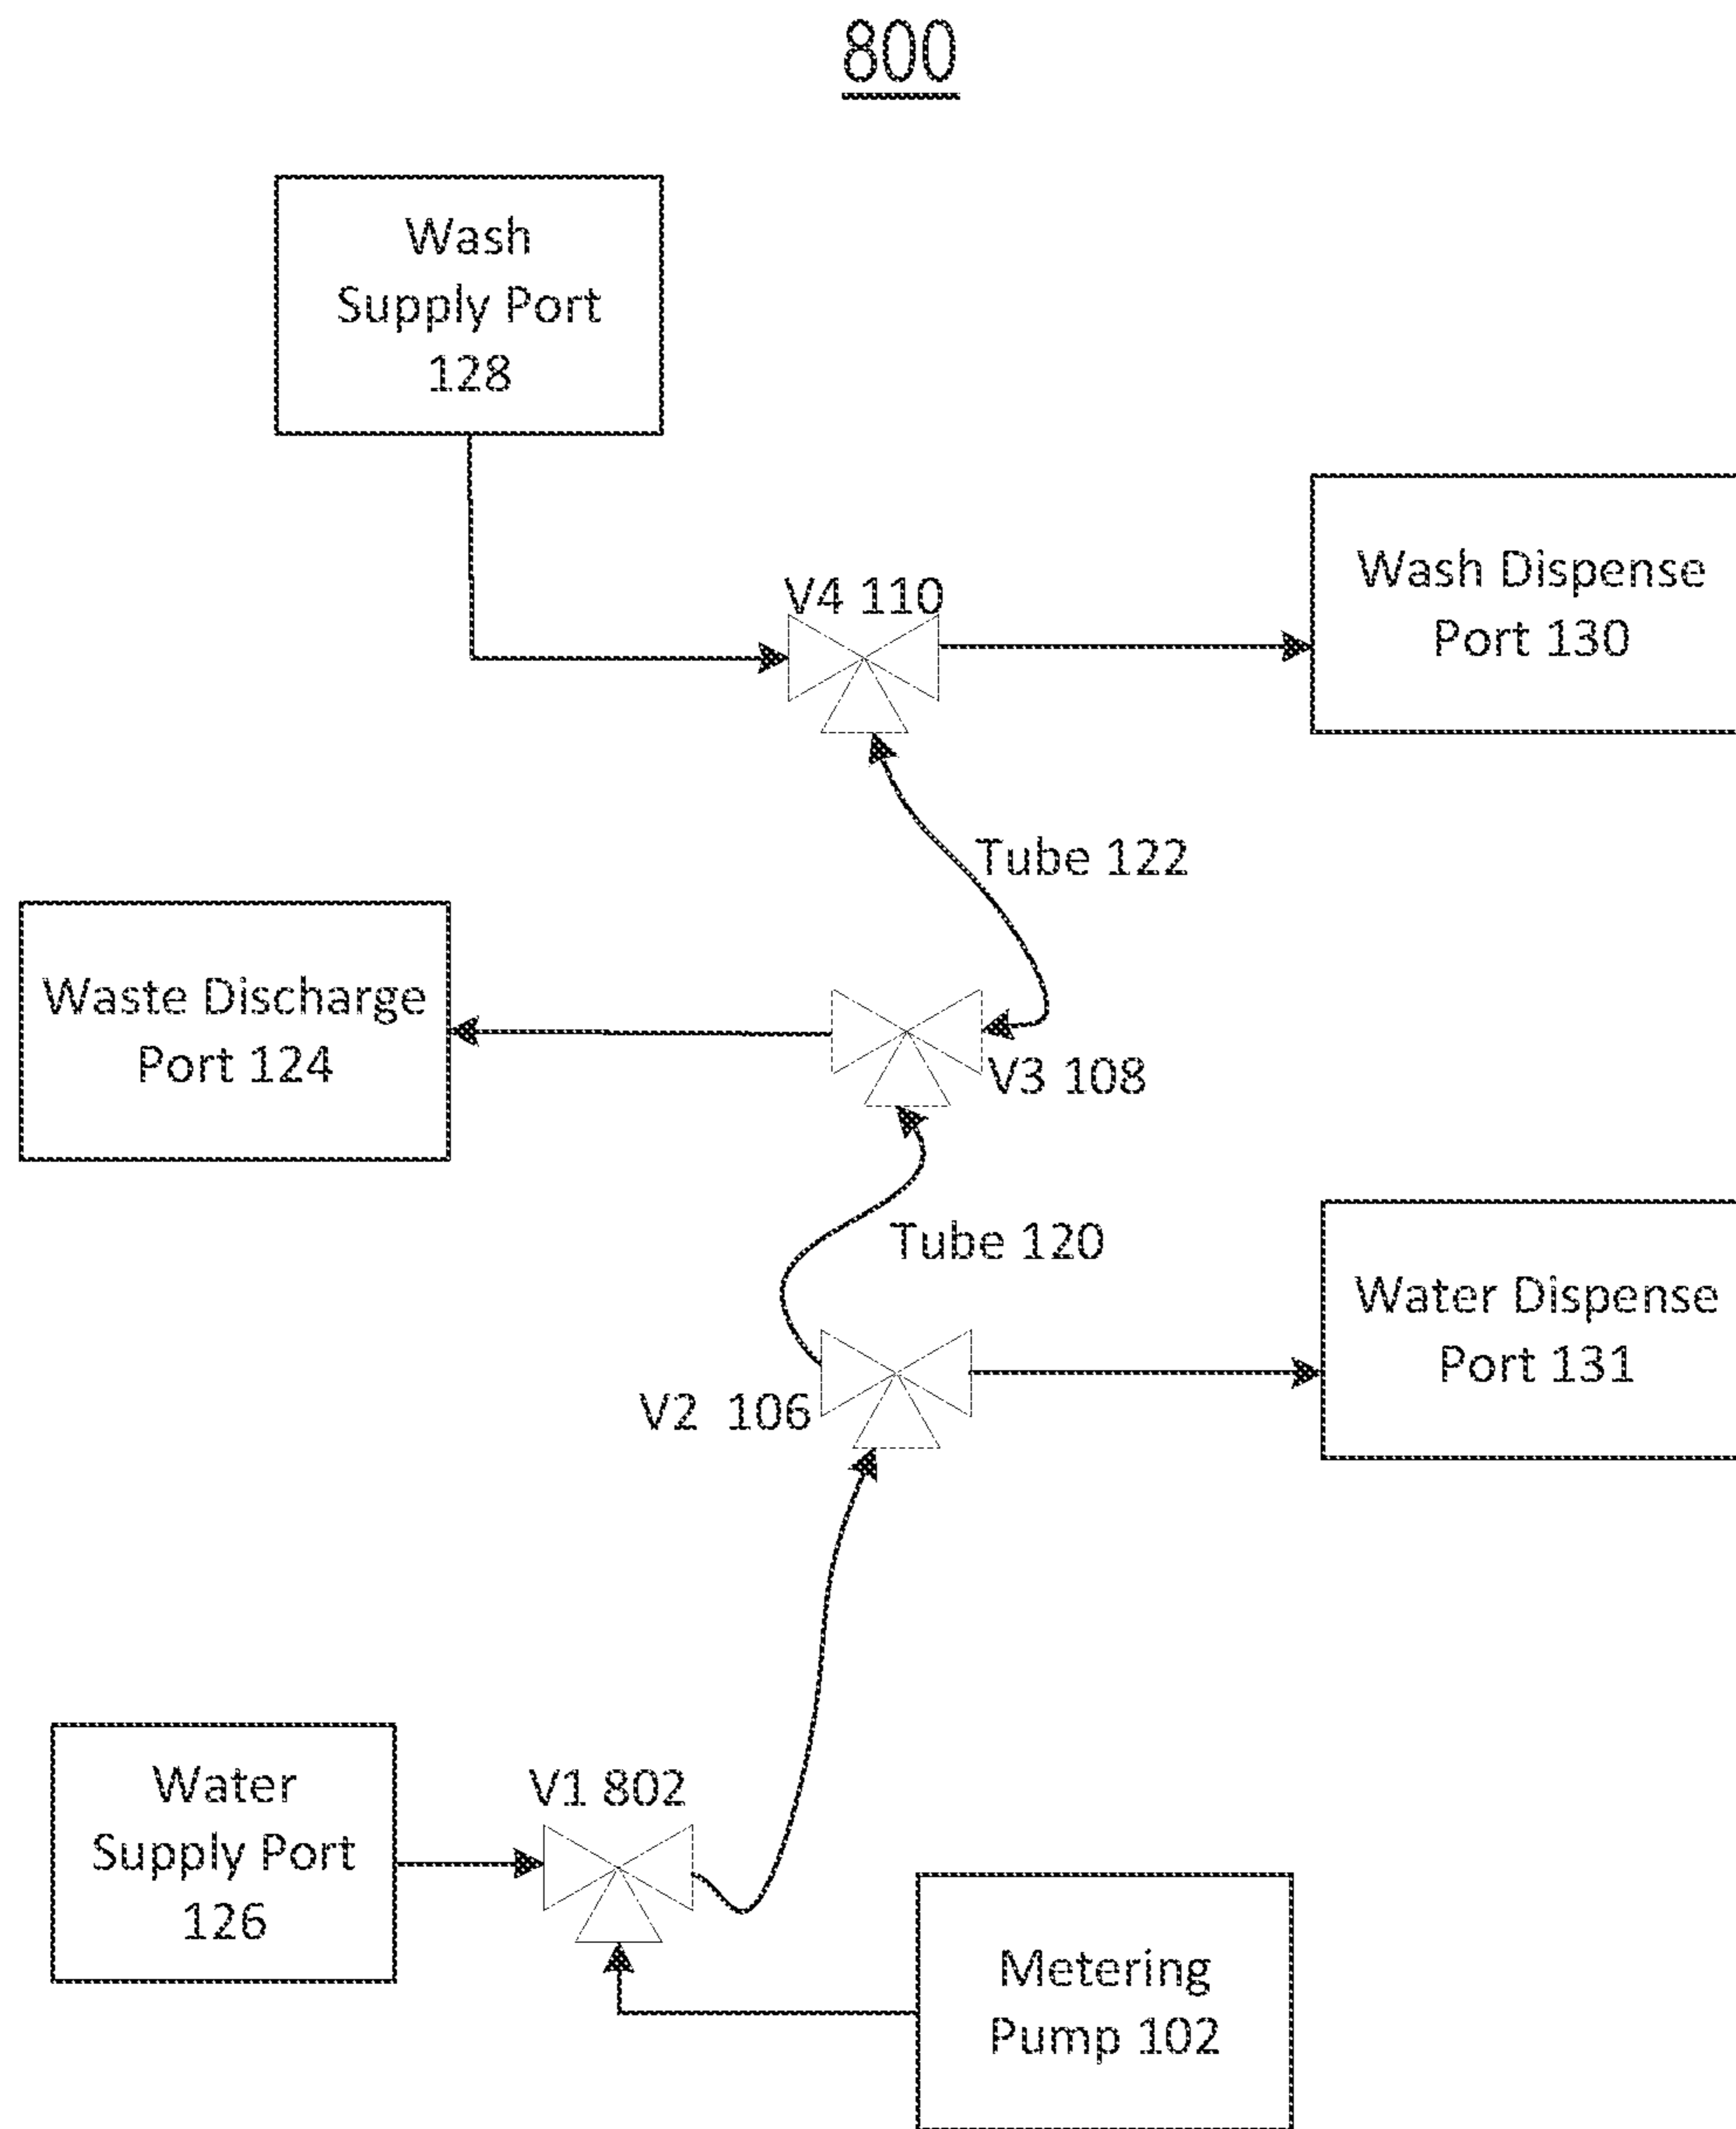 800
Wash
Supply Port
128
V4 110
Wash Dispense
Port 130
Tube 122
Waste Discharge
Port 124
V3 108
Tube 120
Water Dispense
Port 131
V2 106
Water
Supply Port
126
V1 802
Metering
Pump 102